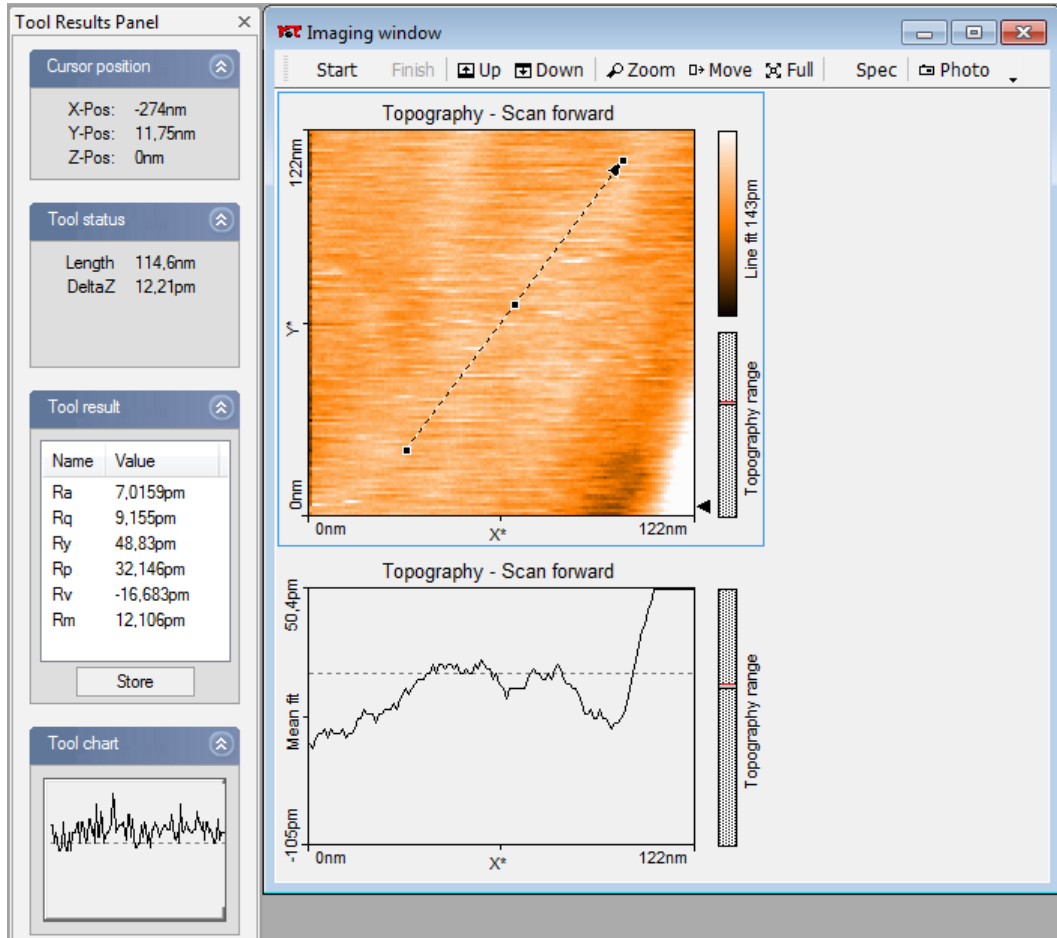 Tool Results Panel
Cursor position
X-Pos: -274nm
Y-Pos: 11,75nm
Z-Pos: 0nm
Tool status
Length 114,6nm
DeltaZ 12,21pm
Tool result
Name Value
Ra 7,0159pm
Rq 9,155pm
Ry 48,83pm
Rp 32,146pm
Rv -16,683pm
Rm 12,106pm
Store
Tool chart
Imaging window
Start Finish Up Down Zoom Move Full Spec Photo
Topography - Scan forward
122nm
Y*
0nm
0nm
X*
122nm
Line fit 143pm
Topography range
Topography - Scan forward
50,4pm
Mean fit
-105pm
0nm
X*
122nm
Topography range